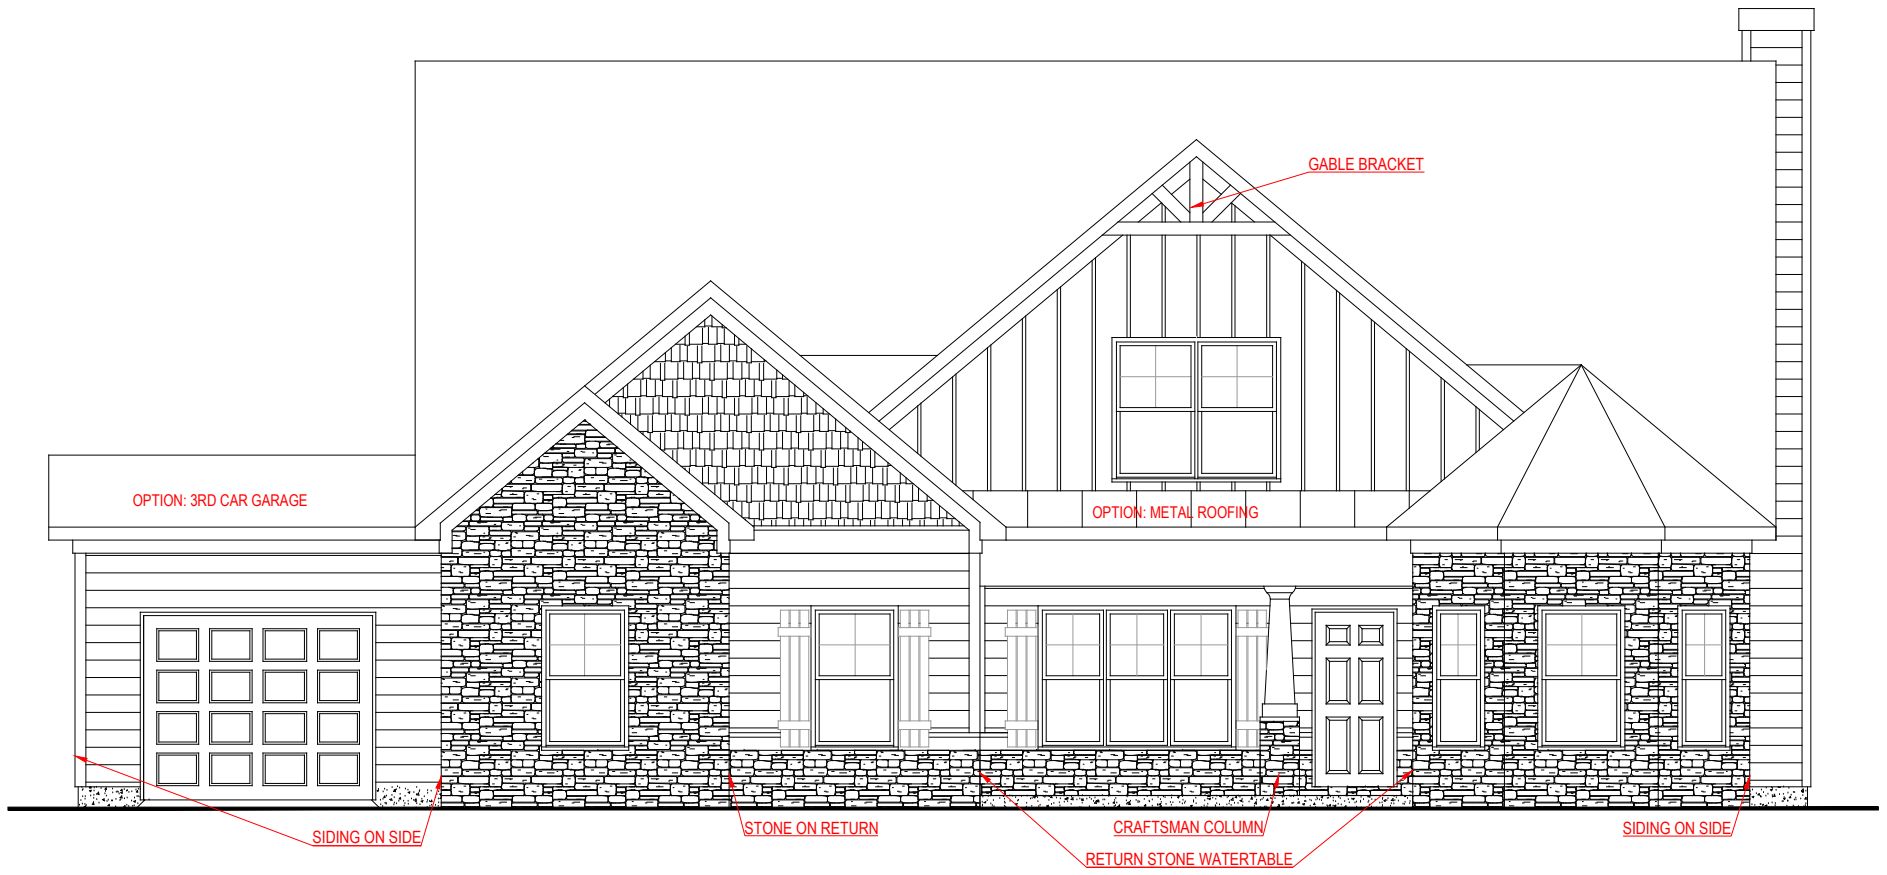 GABLE BRACKET
OPTION: 3RD CAR GARAGE
OPTION: METAL ROOFING
SIDING ON SIDE
STONE ON RETURN
CRAFTSMAN COLUMN
SIDING ON SIDE
RETURN STONE WATERTABLE